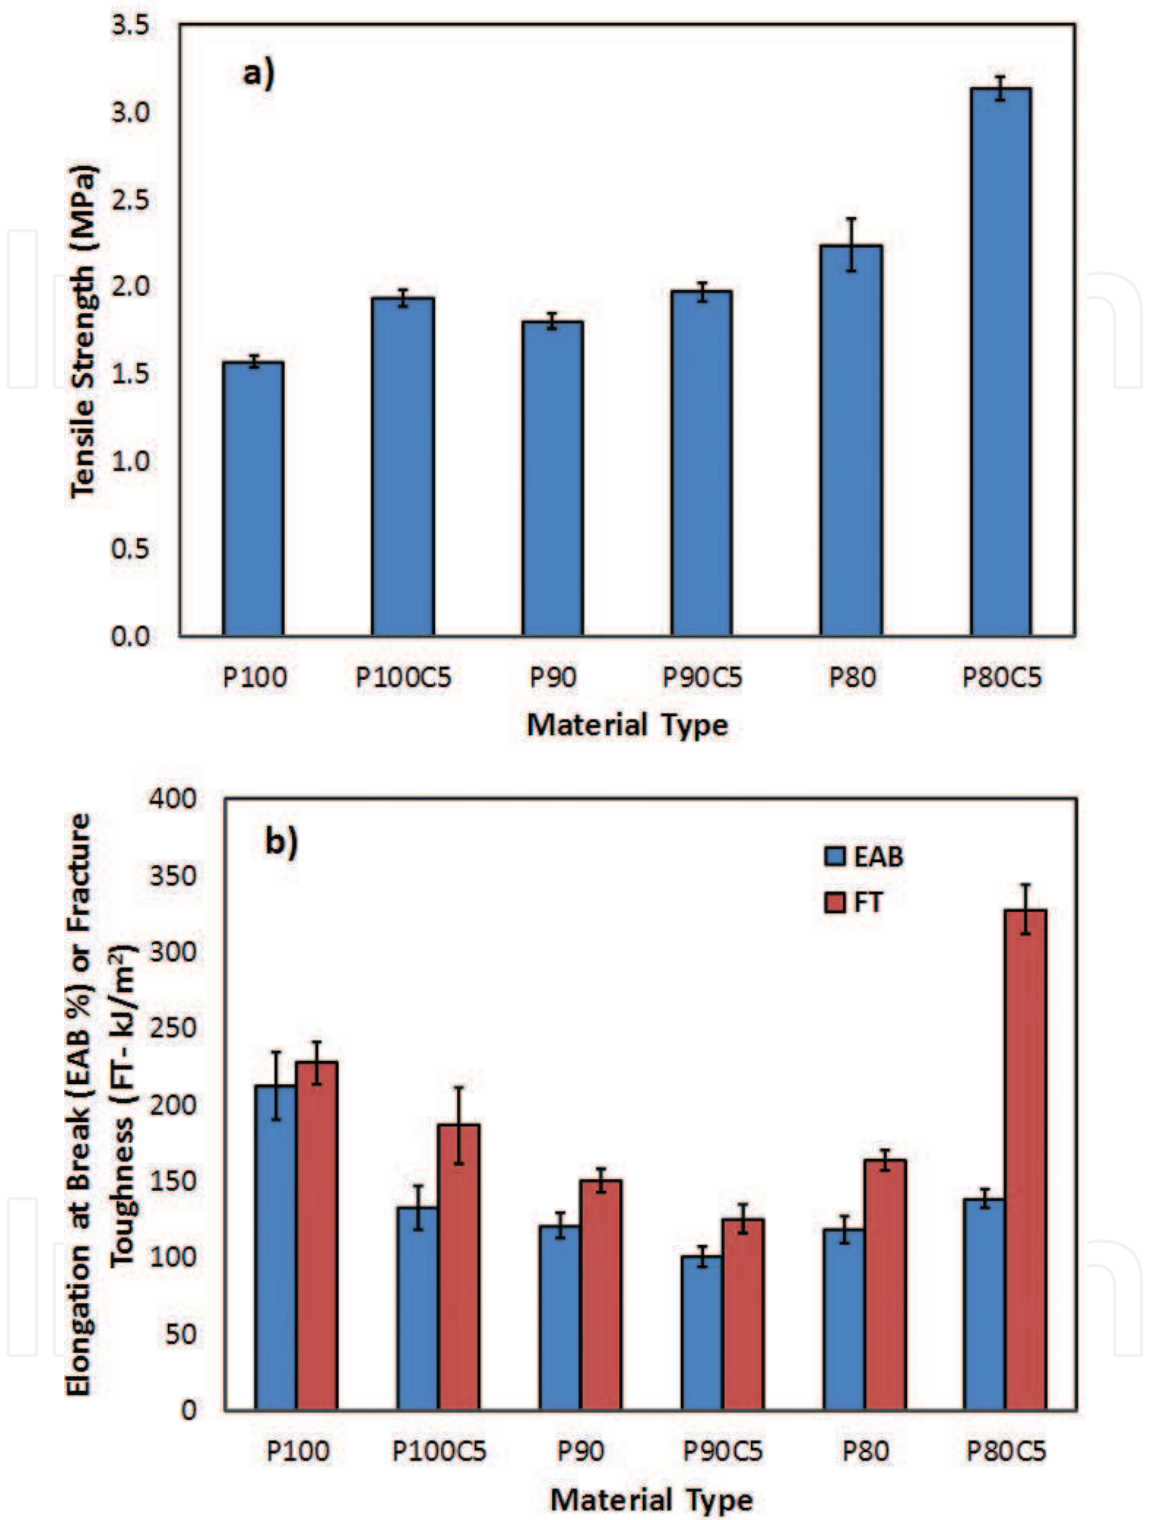 a)
3.5
3.0
2.5
2.0
1.5
1.0
0.5
0.0
Tensile Strength (MPa)
P100 P100C5 P90 P90C5 P80 P80C5
Material Type
b)
400
350
300
250
200
150
100
50
0
Elongation at Break (EAB %) or Fracture
Toughness (FT- kJ/m²)
EAB
FT
P100 P100C5 P90 P90C5 P80 P80C5
Material Type